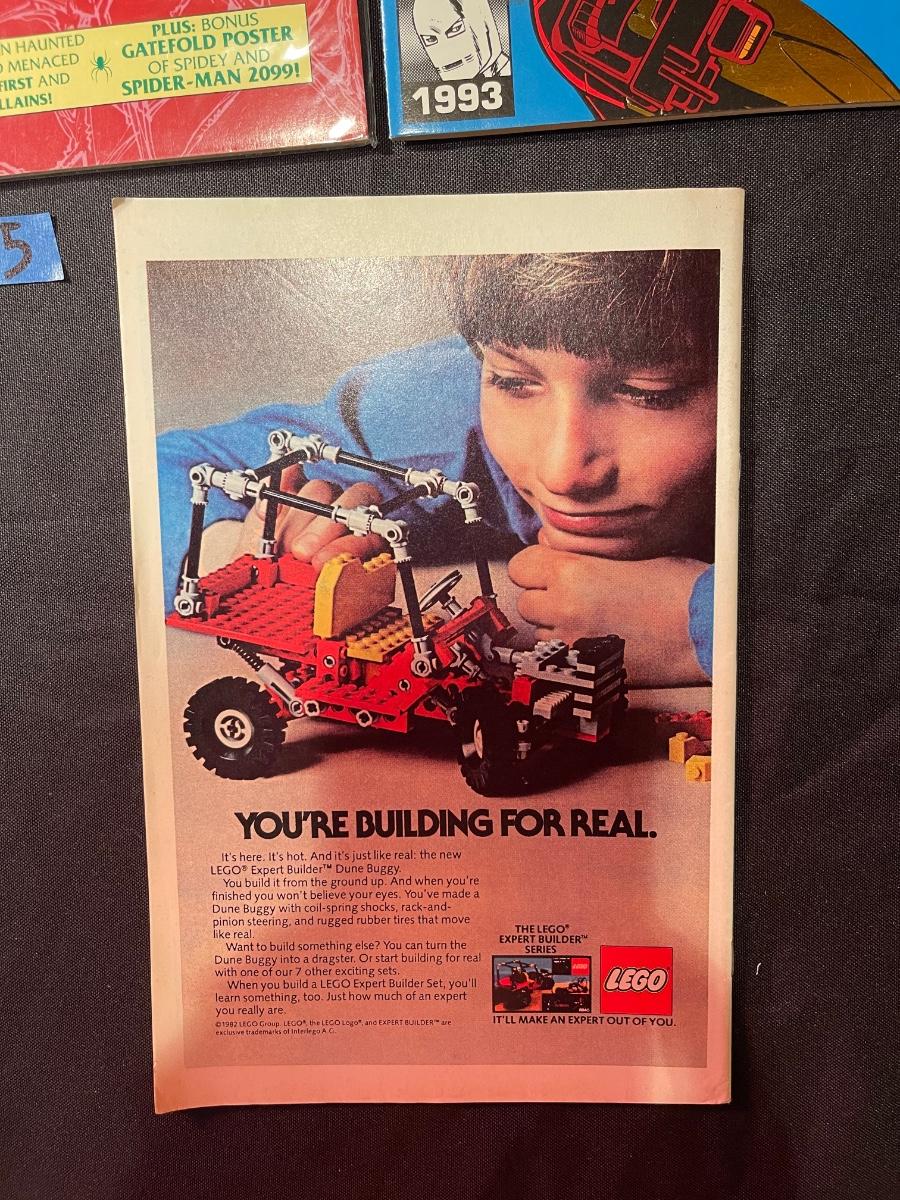 N HAUNTED
D MENACED
FIRST AND
LLAINS!
PLUS: BONUS
GATEFOLD POSTER
OF SPIDEY AND
SPIDER-MAN 2099!
1993
5
YOU'RE BUILDING FOR REAL.
It's here. It's hot. And it's just like real: the new
LEGO® Expert Builder™ Dune Buggy.
You build it from the ground up. And when you're
finished you won't believe your eyes. You've made a
Dune Buggy with coil-spring shocks, rack-and-
pinion steering, and rugged rubber tires that move
like real.
Want to build something else? You can turn the
Dune Buggy into a dragster. Or start building for real
with one of our 7 other exciting sets.
When you build a LEGO Expert Builder Set, you'll
learn something, too. Just how much of an expert
you really are.
©1982 LEGO Group. LEGO®, the LEGO Logo®, and EXPERT BUILDER™ are
exclusive trademarks of Interlego A.G.
THE LEGO®
EXPERT BUILDER™
SERIES
LEGO
LEGO
IT'LL MAKE AN EXPERT OUT OF YOU.